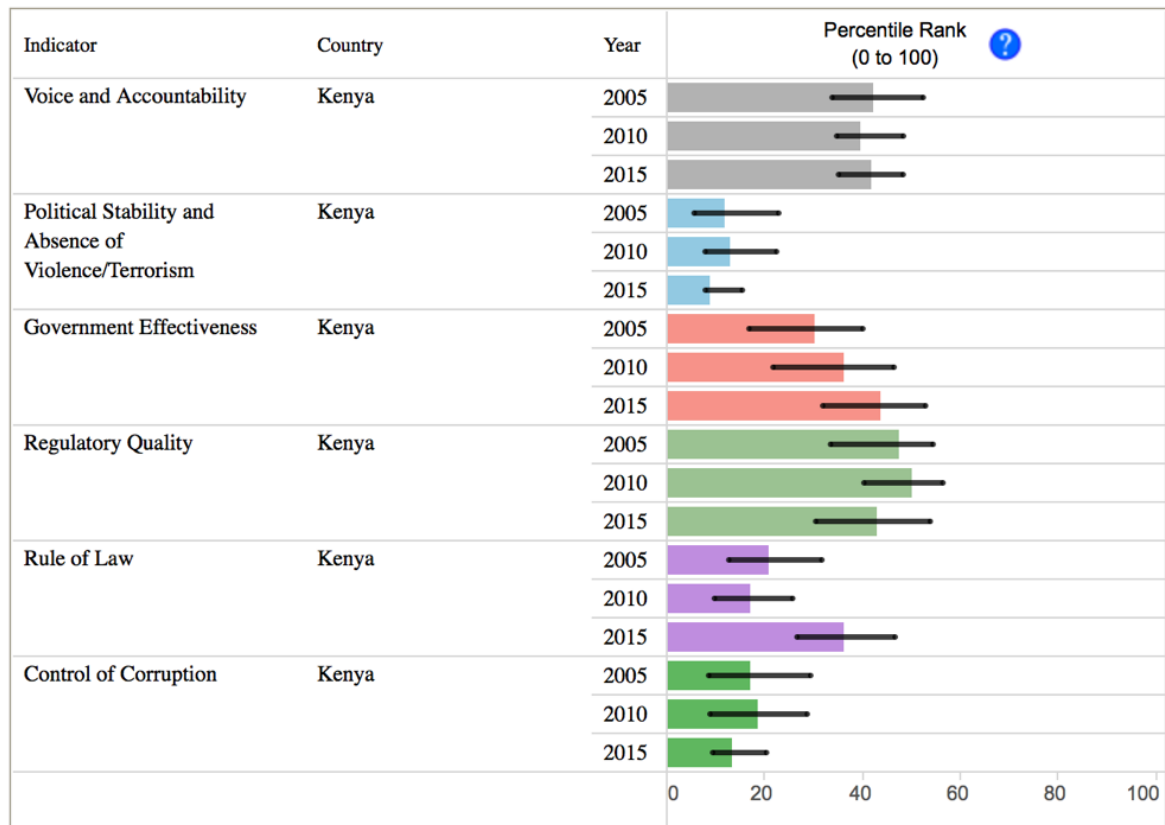 Indicator Country Year Percentile Rank
(0 to 100) ?
Voice and Accountability Kenya 2005
2010
2015
Political Stability and Kenya 2005
Absence of 2010
Violence/Terrorism
2015
Government Effectiveness Kenya 2005
2010
2015
Regulatory Quality Kenya 2005
2010
2015
Rule of Law Kenya 2005
2010
2015
Control of Corruption Kenya 2005
2010
2015
0 20 40 60 80 100